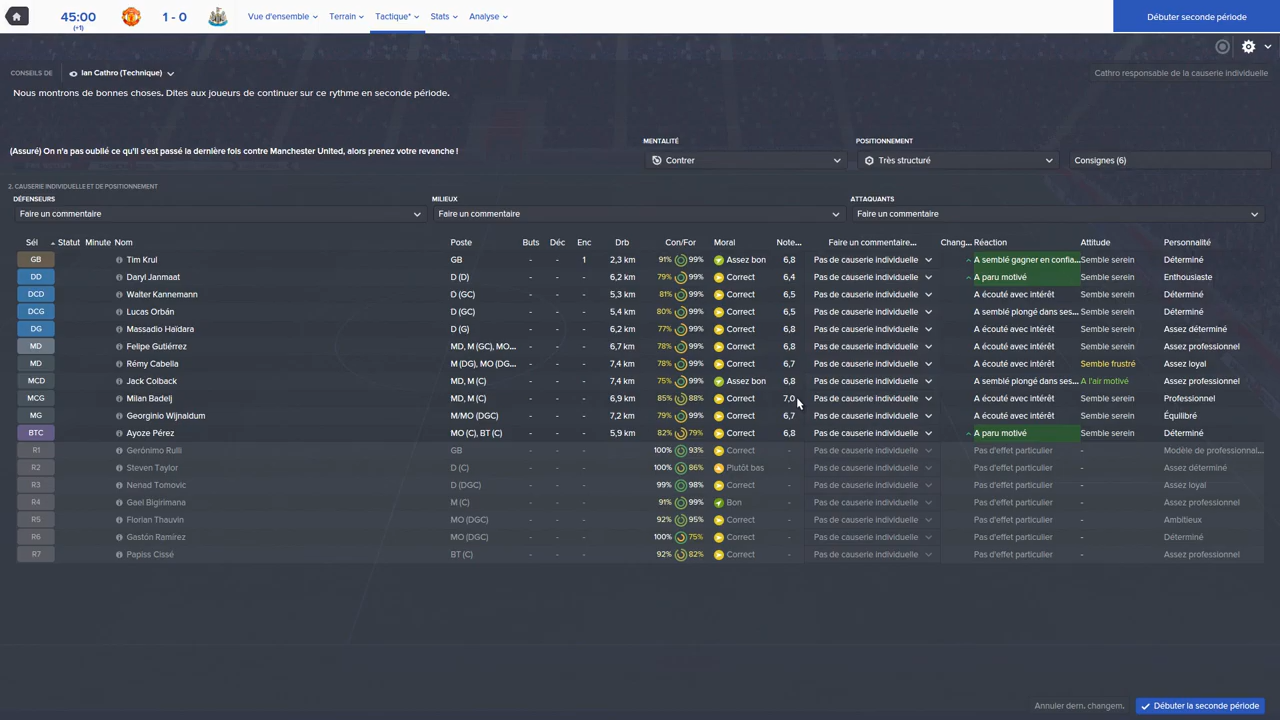 45:00 (+1) 1 - 0 Vue d'ensemble Terrain Tactique* Stats Analyse Débuter seconde période
CONSEILS DE Ian Cathro (Technique) Cathro responsable de la causerie individuelle
Nous montrons de bonnes choses. Dites aux joueurs de continuer sur ce rythme en seconde période.
MENTALITÉ POSITIONNEMENT
(Assuré) On n'a pas oublié ce qu'il s'est passé la dernière fois contre Manchester United, alors prenez votre revanche ! Contrer Très structuré Consignes (6)
2. CAUSERIE INDIVIDUELLE ET DE POSITIONNEMENT
DÉFENSEURS MILIEUX ATTAQUANTS
Faire un commentaire Faire un commentaire Faire un commentaire
Sél Statut Minute Nom Poste Buts Déc Enc Drb Con/For Moral Note... Faire un commentaire... Chang... Réaction Attitude Personnalité
GB Tim Krul GB - - 1 2,3 km 91% 99% Assez bon 6,8 Pas de causerie individuelle A semblé gagner en confia... Semble serein Déterminé
DD Daryl Janmaat D (D) - - - 6,2 km 79% 99% Correct 6,4 Pas de causerie individuelle A paru motivé Semble serein Enthousiaste
DCD Walter Kannemann D (GC) - - - 5,3 km 81% 99% Correct 6,5 Pas de causerie individuelle A écouté avec intérêt Semble serein Déterminé
DCG Lucas Orbán D (GC) - - - 5,4 km 80% 99% Correct 6,5 Pas de causerie individuelle A semblé plongé dans ses... Semble serein Déterminé
DG Massadio Haïdara D (G) - - - 6,2 km 77% 99% Correct 6,8 Pas de causerie individuelle A écouté avec intérêt Semble serein Assez déterminé
MD Felipe Gutiérrez MD, M (GC), MO... - - - 6,2 km 78% 99% Correct 6,8 Pas de causerie individuelle A écouté avec intérêt Semble serein Assez professionnel
MD Rémy Cabella M (DG), MO (DG... - - - 7,4 km 78% 99% Correct 6,7 Pas de causerie individuelle A écouté avec intérêt Semble frustré Assez loyal
MCD Jack Colback MD, M (C) - - - 7,4 km 75% 99% Assez bon 6,8 Pas de causerie individuelle A semblé plongé dans ses... A l'air motivé Assez professionnel
MCG Milan Badelj MD, M (C) - - - 6,9 km 85% 88% Correct 7,0 Pas de causerie individuelle A écouté avec intérêt Semble serein Professionnel
MG Georginio Wijnaldum M/MO (DGC) - - - 7,2 km 79% 99% Correct 6,7 Pas de causerie individuelle A écouté avec intérêt Semble serein Équilibré
BTC Ayoze Pérez MO (C), BT (C) - - - 5,9 km 82% 79% Correct 6,8 Pas de causerie individuelle A paru motivé Semble serein Déterminé
R1 Gerónimo Rulli GB 100% 93% Correct - Pas de causerie individuelle Pas d'effet particulier - Modèle de professionnal...
R2 Steven Taylor D (C) 100% 86% Plutôt bas - Pas de causerie individuelle Pas d'effet particulier - Assez déterminé
R3 Nenad Tomovic D (DGC) 99% 98% Correct - Pas de causerie individuelle Pas d'effet particulier - Assez loyal
R4 Gael Bigirimana M (C) 91% 99% Bon - Pas de causerie individuelle Pas d'effet particulier - Assez professionnel
R5 Florian Thauvin MO (DGC) 92% 95% Correct - Pas de causerie individuelle Pas d'effet particulier - Ambitieux
R6 Gastón Ramírez MO (DGC) 100% 75% Correct - Pas de causerie individuelle Pas d'effet particulier - Déterminé
R7 Papiss Cissé BT (C) 92% 82% Correct - Pas de causerie individuelle Pas d'effet particulier - Assez professionnel
Annuler dern. changem. Débuter la seconde période